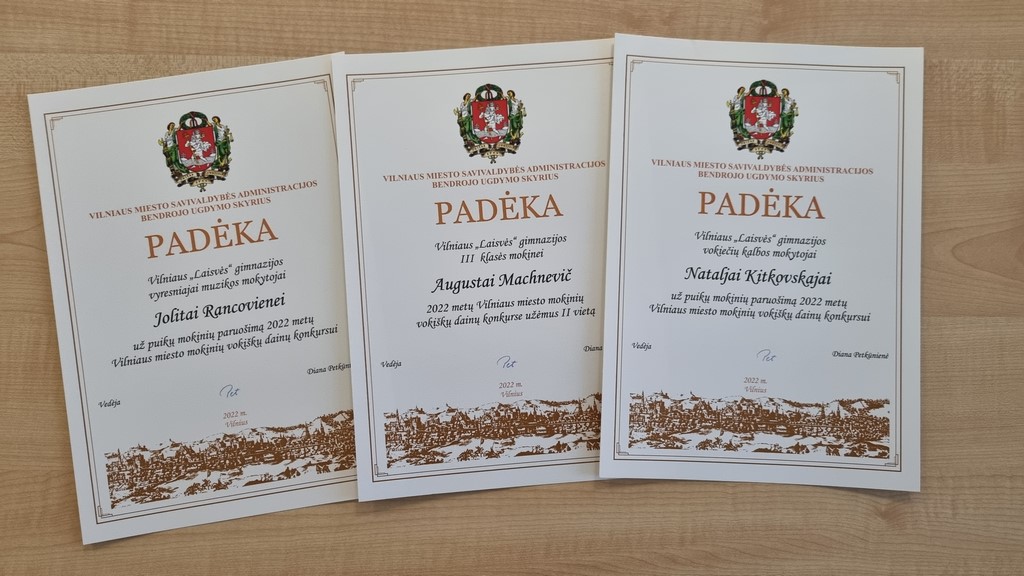 VILNIAUS MIESTO SAVIVALDYBĖS ADMINISTRACIJOS
BENDROJO UGDYMO SKYRIUS
PADĖKA
Vilniaus „Laisvės“ gimnazijos
vyresniajai muzikos mokytojai
Jolitai Rancovienei
už puikų mokinių paruošimą 2022 metų
Vilniaus miesto mokinių vokiškų dainų konkursui
Vedėja
Diana Petkūnienė
2022 m.
Vilnius
VILNIAUS MIESTO SAVIVALDYBĖS ADMINISTRACIJOS
BENDROJO UGDYMO SKYRIUS
PADĖKA
Vilniaus „Laisvės“ gimnazijos
III klasės mokinei
Augustai Machnevič
2022 metų Vilniaus miesto mokinių
vokiškų dainų konkurse užėmus II vietą
Vedėja
Diana
2022 m.
Vilnius
VILNIAUS MIESTO SAVIVALDYBĖS ADMINISTRACIJOS
BENDROJO UGDYMO SKYRIUS
PADĖKA
Vilniaus „Laisvės“ gimnazijos
vokiečių kalbos mokytojai
Nataljai Kitkovskajai
už puikų mokinių paruošimą 2022 metų
Vilniaus miesto mokinių vokiškų dainų konkursui
Vedėja
Diana Petkūnienė
2022 m.
Vilnius